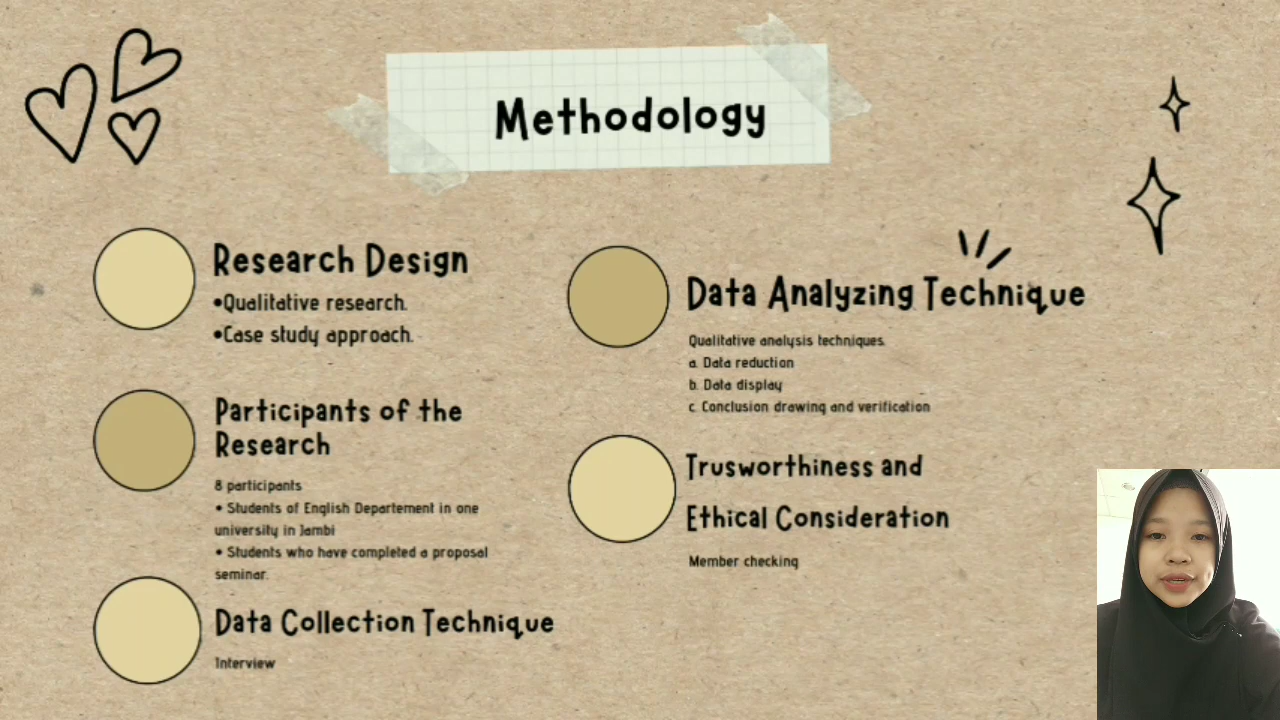 Methodology
Research Design
•Qualitative research.
•Case study approach.
Participants of the
Research
8 participants
• Students of English Departement in one
university in Jambi
• Students who have completed a proposal
seminar.
Data Collection Technique
Interview
Data Analyzing Technique
Qualitative analysis techniques.
a. Data reduction
b. Data display
c. Conclusion drawing and verification
Trusworthiness and
Ethical Consideration
Member checking